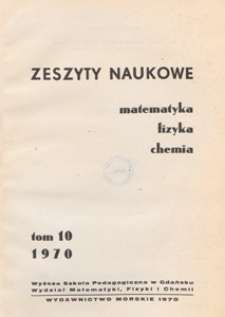 ZESZYTY NAUKOWE
matematyka
fizyka
chemia
tom 10
1970
Wyższa Szkoła Pedagogiczna w Gdańsku
Wydział Matematyki, Fizyki i Chemii
WYDAWNICTWO MORSKIE 1970